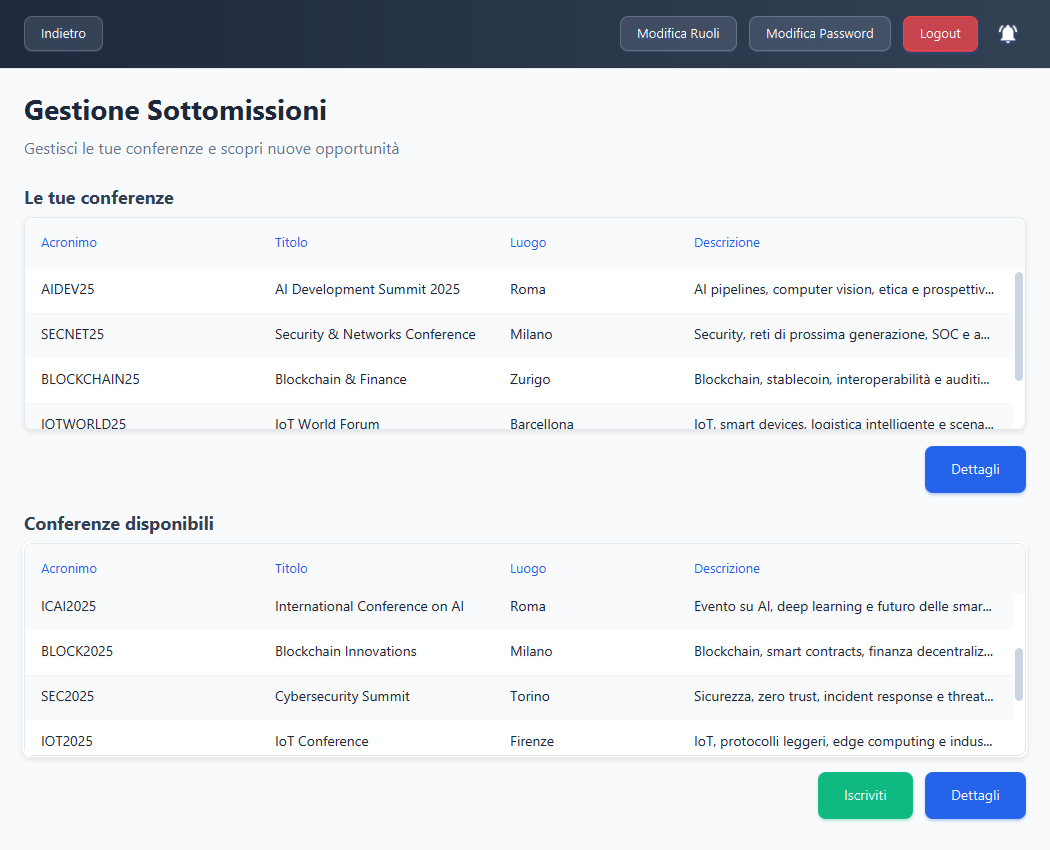 Indietro Modifica Ruoli Modifica Password Logout
Gestione Sottomissioni
Gestisci le tue conferenze e scopri nuove opportunità
Le tue conferenze
Acronimo Titolo Luogo Descrizione
AIDEV25 AI Development Summit 2025 Roma AI pipelines, computer vision, etica e prospettiv...
SECNET25 Security & Networks Conference Milano Security, reti di prossima generazione, SOC e a...
BLOCKCHAIN25 Blockchain & Finance Zurigo Blockchain, stablecoin, interoperabilità e auditi...
IOTWORLD25 IoT World Forum Barcellona IoT, smart devices, logistica intelligente e scena...
Dettagli
Conferenze disponibili
Acronimo Titolo Luogo Descrizione
ICAI2025 International Conference on AI Roma Evento su AI, deep learning e futuro delle smar...
BLOCK2025 Blockchain Innovations Milano Blockchain, smart contracts, finanza decentraliz...
SEC2025 Cybersecurity Summit Torino Sicurezza, zero trust, incident response e threat...
IOT2025 IoT Conference Firenze IoT, protocolli leggeri, edge computing e indus...
Iscriviti Dettagli